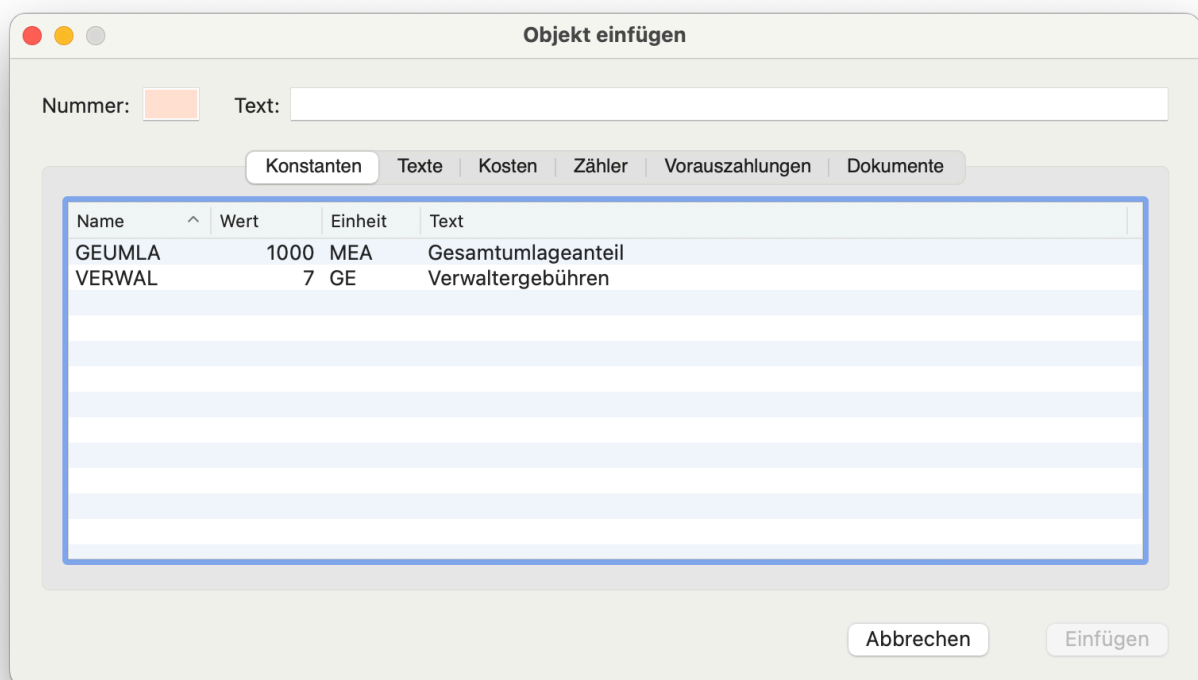 Objekt einfügen
Nummer: Text:
Konstanten Texte Kosten Zähler Vorauszahlungen Dokumente
Name Wert Einheit Text
GEUMLA 1000 MEA Gesamtumlageanteil
VERWAL 7 GE Verwaltergebühren
Abbrechen Einfügen